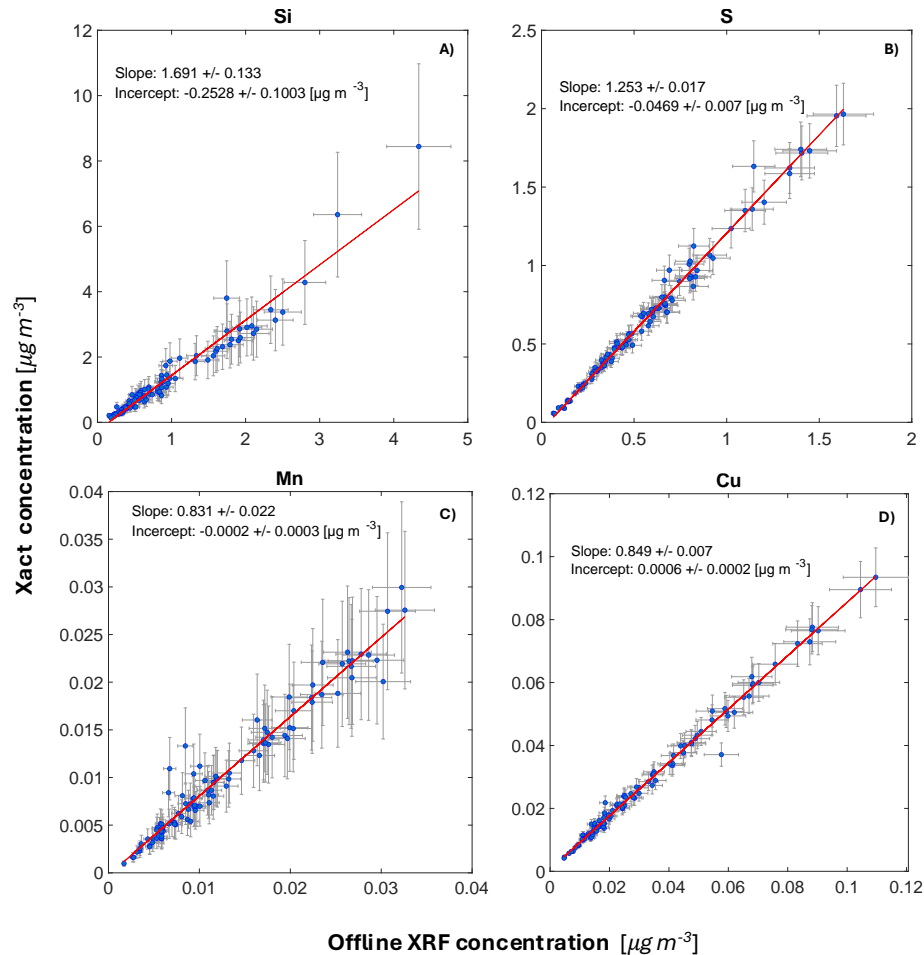 Si
A)
Slope: 1.691 +/- 0.133
Intercept: -0.2528 +/- 0.1003 [µg m -3]
12
10
8
6
4
2
0
0 1 2 3 4 5
S
B)
Slope: 1.253 +/- 0.017
Intercept: -0.0469 +/- 0.007 [µg m -3]
2.5
2
1.5
1
0.5
0
0 0.5 1 1.5 2
Xact concentration [µg m-3]
Mn
C)
Slope: 0.831 +/- 0.022
Intercept: -0.0002 +/- 0.0003 [µg m -3]
0.04
0.035
0.03
0.025
0.02
0.015
0.01
0.005
0
0 0.01 0.02 0.03 0.04
Cu
D)
Slope: 0.849 +/- 0.007
Intercept: 0.0006 +/- 0.0002 [µg m -3]
0.12
0.1
0.08
0.06
0.04
0.02
0
0 0.02 0.04 0.06 0.08 0.1 0.12
Offline XRF concentration [µg m-3]